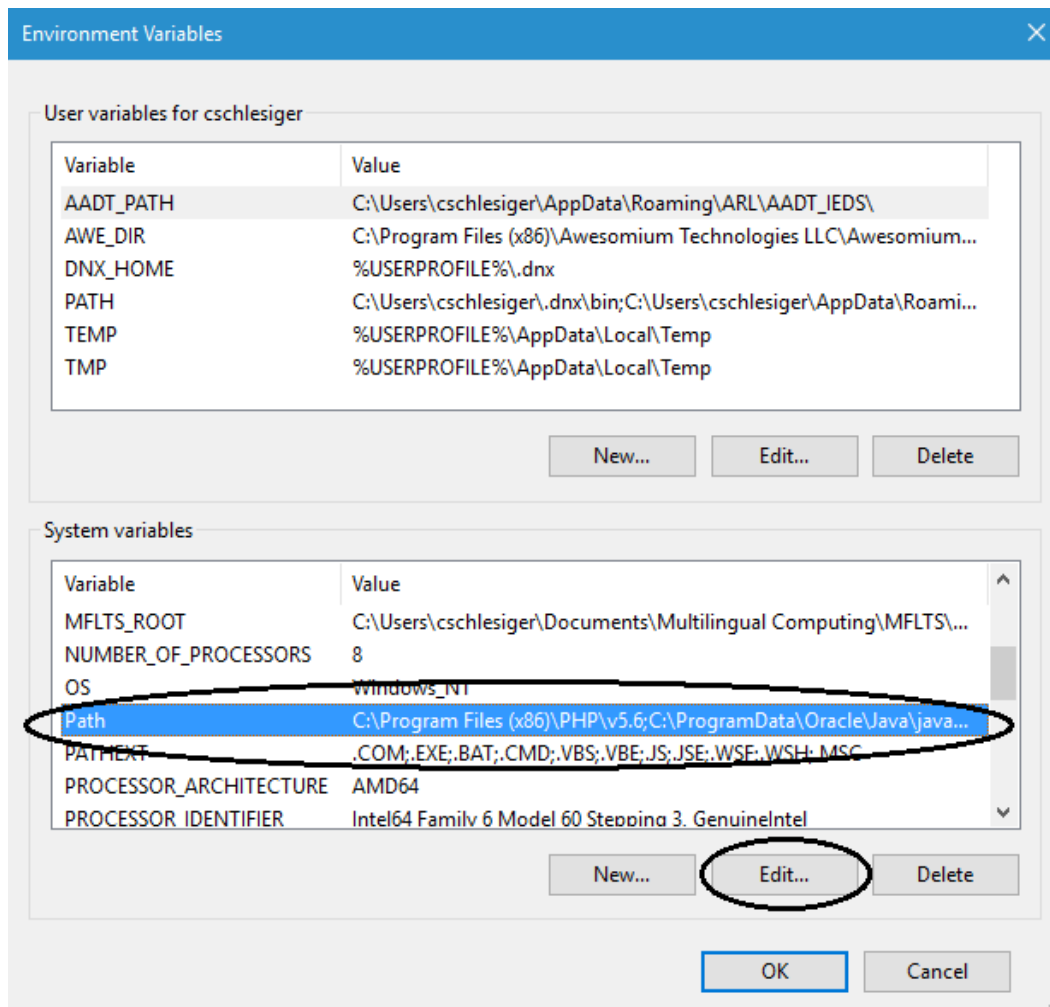 Environment Variables
User variables for cschlesiger
Variable Value
AADT_PATH C:\Users\cschlesiger\AppData\Roaming\ARL\AADT_IEDS\
AWE_DIR C:\Program Files (x86)\Awesomium Technologies LLC\Awesomium...
DNX_HOME %USERPROFILE%\.dnx
PATH C:\Users\cschlesiger\.dnx\bin;C:\Users\cschlesiger\AppData\Roami...
TEMP %USERPROFILE%\AppData\Local\Temp
TMP %USERPROFILE%\AppData\Local\Temp
New... Edit... Delete
System variables
Variable Value
MFLTS_ROOT C:\Users\cschlesiger\Documents\Multilingual Computing\MFLTS\...
NUMBER_OF_PROCESSORS 8
OS Windows_NT
Path C:\Program Files (x86)\PHP\v5.6;C:\ProgramData\Oracle\Java\java...
PATHEXT .COM;.EXE;.BAT;.CMD;.VBS;.VBE;.JS;.JSE;.WSF;.WSH;.MSC
PROCESSOR_ARCHITECTURE AMD64
PROCESSOR_IDENTIFIER Intel64 Family 6 Model 60 Stepping 3, GenuineIntel
New... Edit... Delete
OK Cancel